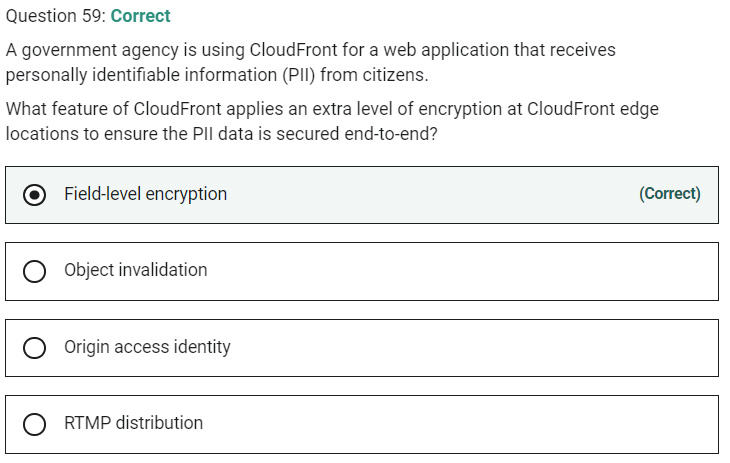 Question 59: Correct
A government agency is using CloudFront for a web application that receives
personally identifiable information (PII) from citizens.
What feature of CloudFront applies an extra level of encryption at CloudFront edge
locations to ensure the PII data is secured end-to-end?
Field-level encryption (Correct)
Object invalidation
Origin access identity
RTMP distribution